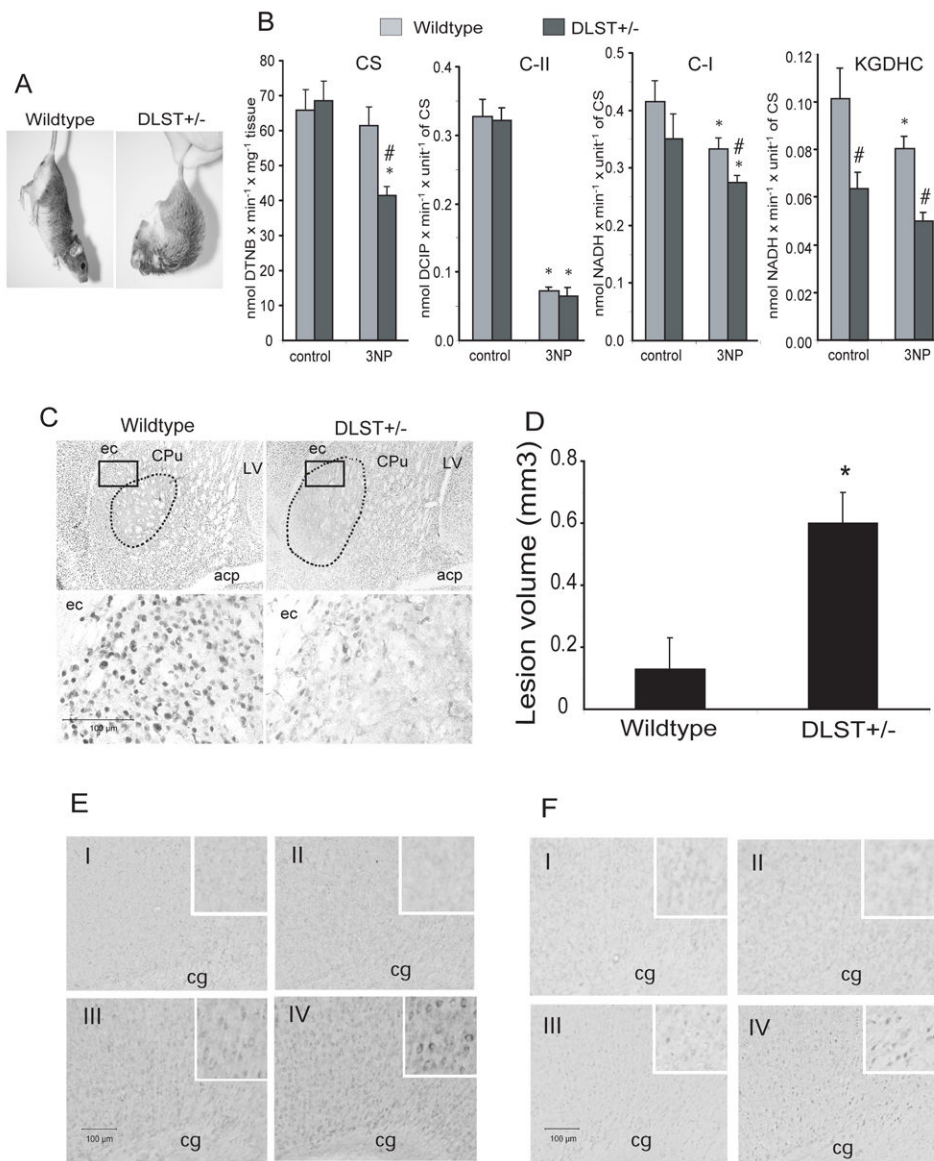 A
Wildtype DLST+/-
B
Wildtype DLST+/-
CS
nmol DTNB x min⁻¹ x mg⁻¹ tissue
80
70
60
50
40
30
20
10
0
#
*
control 3NP
C-II
nmol DCIP x min⁻¹ x unit⁻¹ of CS
0.4
0.3
0.2
0.1
0.0
* *
control 3NP
C-I
nmol NADH x min⁻¹ x unit⁻¹ of CS
0.5
0.4
0.3
0.2
0.1
0.0
* #
*
control 3NP
KGDHC
nmol NADH x min⁻¹ x unit⁻¹ of CS
0.12
0.10
0.08
0.06
0.04
0.02
0.00
#
*
#
control 3NP
C
Wildtype DLST+/-
ec CPu LV acp
ec CPu LV acp
ec
100 µm
ec
D
Lesion volume (mm3)
0.8
0.6
0.4
0.2
0
*
Wildtype DLST+/-
E
I
cg
II
cg
III
100 µm
cg
IV
cg
F
I
cg
II
cg
III
100 µm
cg
IV
cg